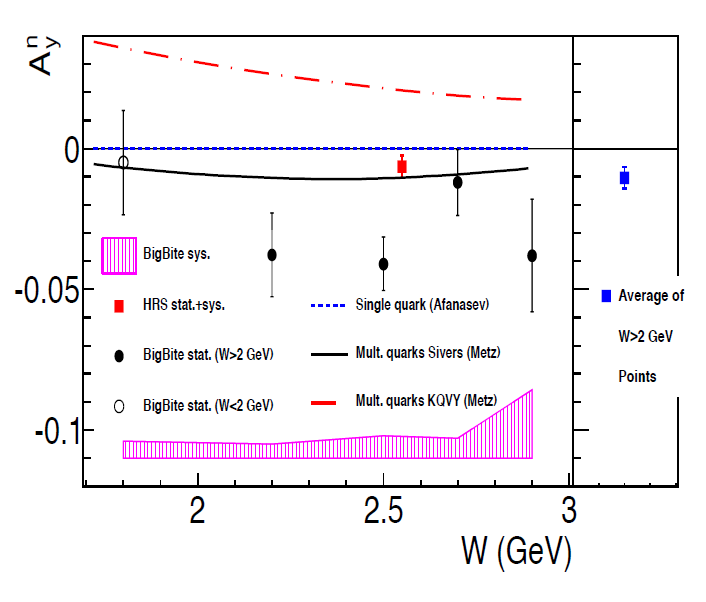 A_y^n
0
-0.05
-0.1
BigBite sys.
HRS stat.+sys.
BigBite stat. (W>2 GeV)
BigBite stat. (W<2 GeV)
Single quark (Afanasev)
Mult. quarks Sivers (Metz)
Mult. quarks KQVY (Metz)
Average of
W>2 GeV
Points
2
2.5
3
W (GeV)